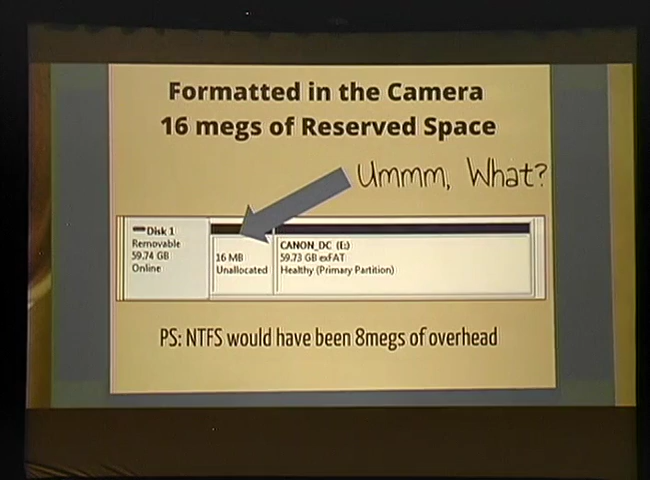 Formatted in the Camera
16 megs of Reserved Space
Ummm, What?
Disk 1
Removable
59.74 GB
Online
16 MB
Unallocated
CANON_DC (E:)
59.73 GB exFAT
Healthy (Primary Partition)
PS: NTFS would have been 8megs of overhead